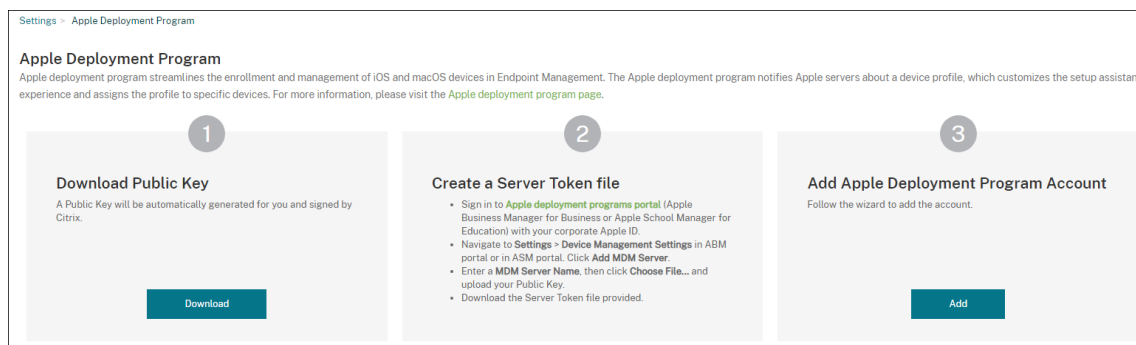 Settings > Apple Deployment Program
Apple Deployment Program
Apple deployment program streamlines the enrollment and management of iOS and macOS devices in Endpoint Management. The Apple deployment program notifies Apple servers about a device profile, which customizes the setup assistan
experience and assigns the profile to specific devices. For more information, please visit the Apple deployment program page.
1
Download Public Key
A Public Key will be automatically generated for you and signed by
Citrix.
Download
2
Create a Server Token file
• Sign in to Apple deployment programs portal (Apple
Business Manager for Business or Apple School Manager for
Education) with your corporate Apple ID.
• Navigate to Settings > Device Management Settings in ABM
portal or in ASM portal. Click Add MDM Server.
• Enter a MDM Server Name, then click Choose File... and
upload your Public Key.
• Download the Server Token file provided.
3
Add Apple Deployment Program Account
Follow the wizard to add the account.
Add